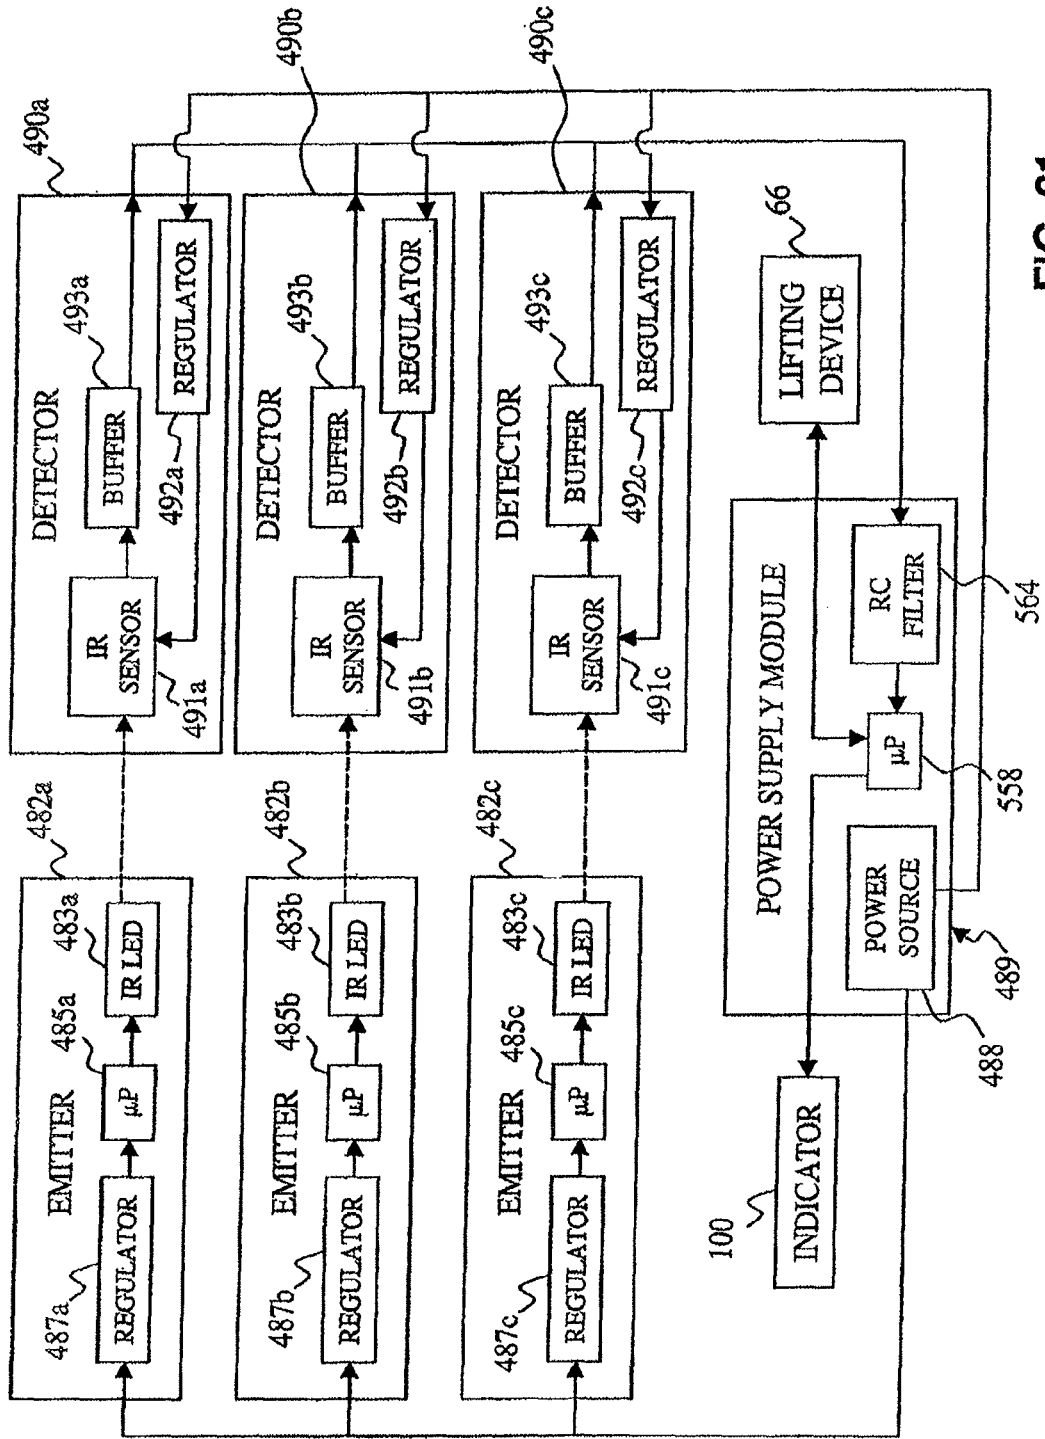 482a
EMITTER
487a
REGULATOR
485a
µP
483a
IR LED
490a
DETECTOR
IR
SENSOR
491a
BUFFER
493a
492a
REGULATOR
482b
EMITTER
487b
REGULATOR
485b
µP
483b
IR LED
490b
DETECTOR
IR
SENSOR
491b
BUFFER
493b
492b
REGULATOR
482c
EMITTER
487c
REGULATOR
485c
µP
483c
IR LED
490c
DETECTOR
IR
SENSOR
491c
BUFFER
493c
492c
REGULATOR
100
INDICATOR
POWER SUPPLY MODULE
POWER
SOURCE
488
489
µP
558
RC
FILTER
564
LIFTING
DEVICE
66
FIG.